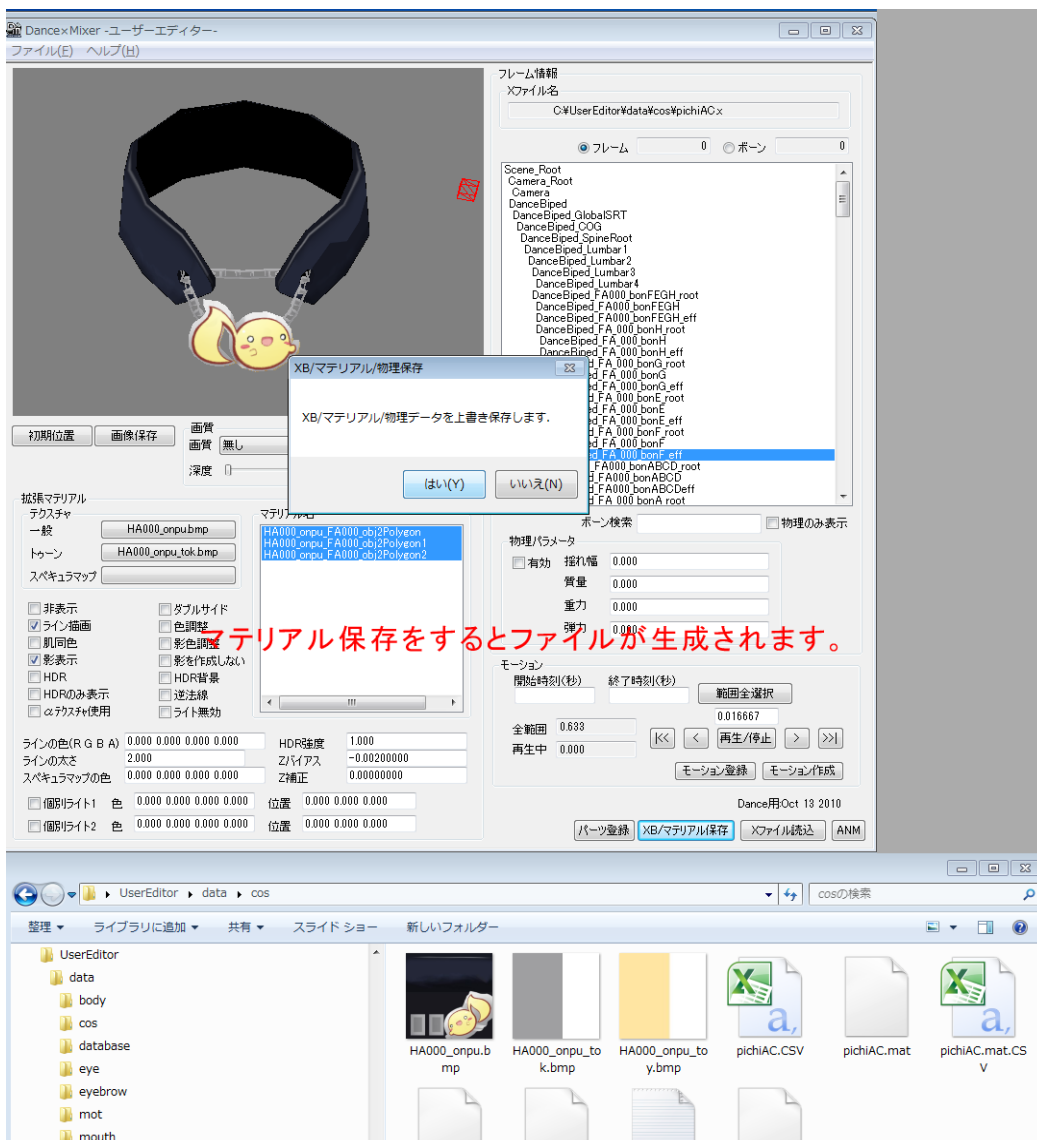 Dance×Mixer -ユーザーエディター-
ファイル(F) ヘルプ(H)
フレーム情報
Xファイル名
C:¥UserEditor¥data¥cos¥pichiAC.x
フレーム 0 ボーン 0
Scene_Root
Camera_Root
Camera
DanceBiped
DanceBiped_GlobalSRT
DanceBiped_COG
DanceBiped_SpineRoot
DanceBiped_Lumbar1
DanceBiped_Lumbar2
DanceBiped_Lumbar3
DanceBiped_Lumbar4
DanceBiped_FA000_bonFEGH_root
DanceBiped_FA000_bonFEGH
DanceBiped_FA000_bonFEGH_eff
DanceBiped_FA_000_bonH_root
DanceBiped_FA_000_bonH
DanceBiped_FA_000_bonH_eff
d_FA_000_bonG_root
ed_FA_000_bonG
ed_FA_000_bonG_eff
ed_FA_000_bonE_root
ed_FA_000_bonE
ed_FA_000_bonE_eff
d_FA_000_bonF_root
ed_FA_000_bonF
ed_FA_000_bonF_eff
_FA000_bonABCD_root
d_FA000_bonABCD
d_FA000_bonABCDeff
d_FA_000_bonA_root
XB/マテリアル/物理保存
XB/マテリアル/物理データを上書き保存します.
はい(Y) いいえ(N)
初期位置 画像保存
画質
画質 無し
深度
拡張マテリアル
テクスチャ
一般 HA000_onpu.bmp
トゥーン HA000_onpu_tok.bmp
スペキュラマップ
マテリアル名
HA000_onpu_FA000_obj2Polygon
HA000_onpu_FA000_obj2Polygon1
HA000_onpu_FA000_obj2Polygon2
ボーン検索 物理のみ表示
物理パラメータ
有効 揺れ幅 0.000
質量 0.000
重力 0.000
弾力 0.000
非表示 ダブルサイド
ライン描画 色調整
肌同色 影色調整
影表示 影を作成しない
HDR HDR背景
HDRのみ表示 逆法線
αテクスチャ使用 ライト無効
マテリアル保存をするとファイルが生成されます。
モーション
開始時刻(秒) 終了時刻(秒)
範囲全選択
0.016667
全範囲 0.633
再生中 0.000
|<< < 再生/停止 > >>|
モーション登録 モーション作成
ラインの色(R G B A) 0.000 0.000 0.000 0.000 HDR強度 1.000
ラインの太さ 2.000 Zバイアス -0.00200000
スペキュラマップの色 0.000 0.000 0.000 0.000 Z補正 0.00000000
個別ライト1 色 0.000 0.000 0.000 0.000 位置 0.000 0.000 0.000
個別ライト2 色 0.000 0.000 0.000 0.000 位置 0.000 0.000 0.000
Dance用:Oct 13 2010
パーツ登録 XB/マテリアル保存 Xファイル読込 ANM
UserEditor data cos
cosの検索
整理 ライブラリに追加 共有 スライド ショー 新しいフォルダー
UserEditor
data
body
cos
database
eye
eyebrow
mot
mouth
HA000_onpu.b
mp
HA000_onpu_to
k.bmp
HA000_onpu_to
y.bmp
pichiAC.CSV
pichiAC.mat
pichiAC.mat.CS
V